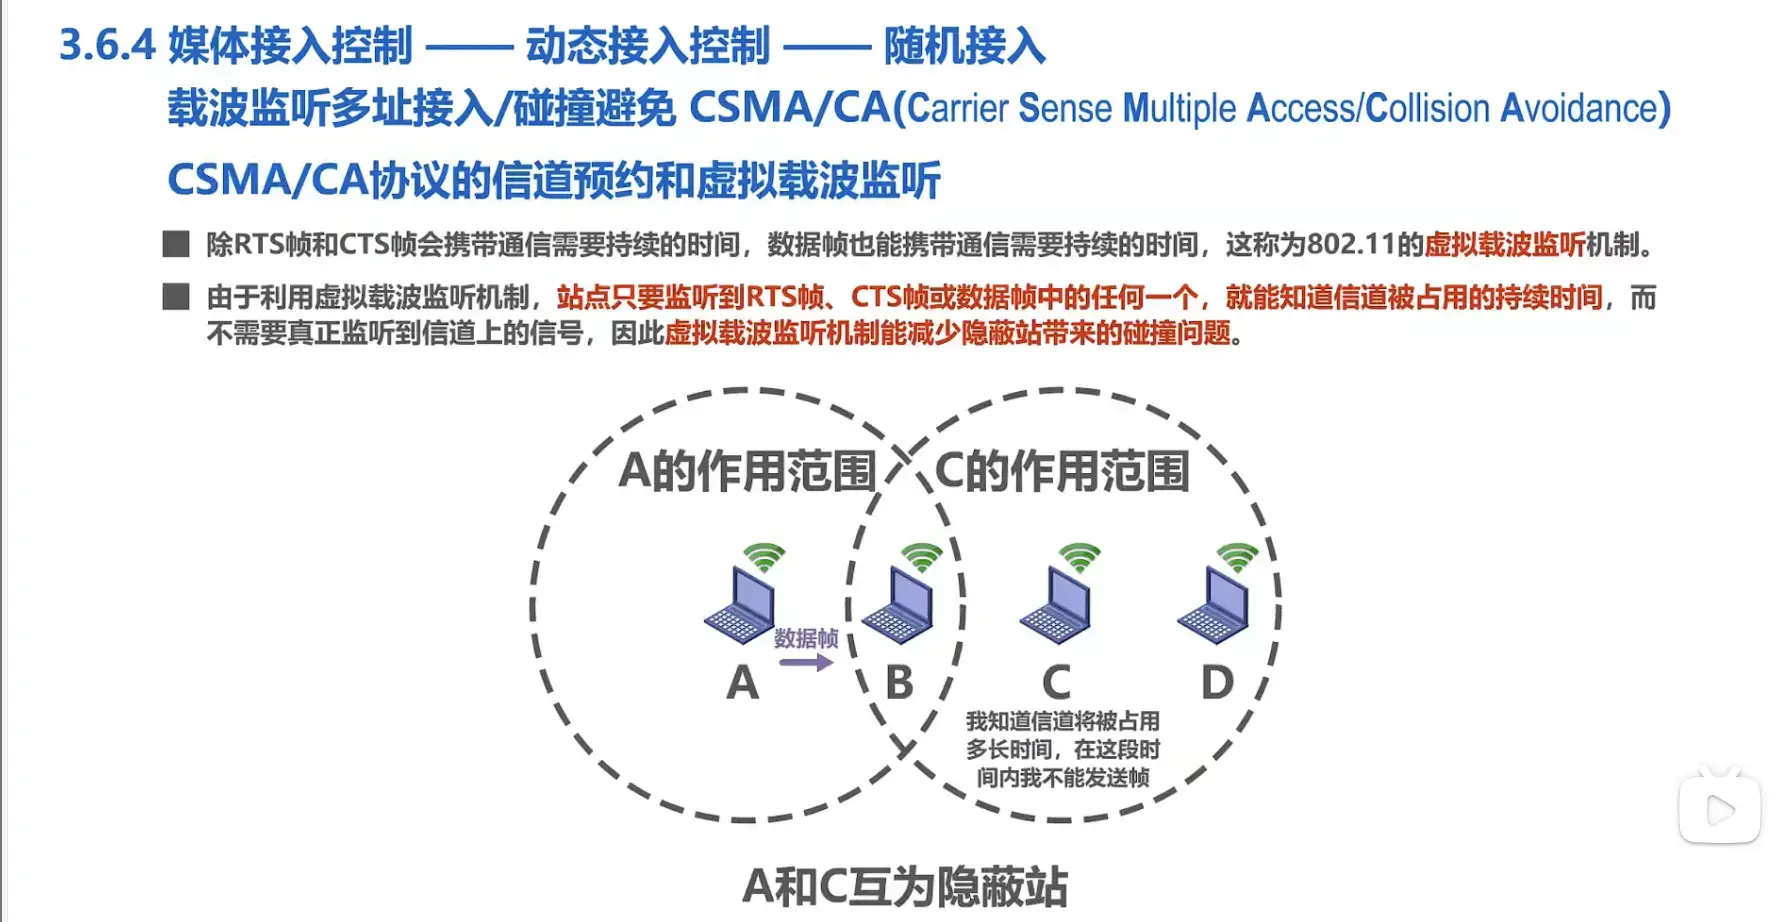 3.6.4 媒体接入控制 —— 动态接入控制 —— 随机接入
载波监听多址接入/碰撞避免 CSMA/CA(Carrier Sense Multiple Access/Collision Avoidance)
CSMA/CA协议的信道预约和虚拟载波监听
■ 除RTS帧和CTS帧会携带通信需要持续的时间，数据帧也能携带通信需要持续的时间，这称为802.11的虚拟载波监听机制。
■ 由于利用虚拟载波监听机制，站点只要监听到RTS帧、CTS帧或数据帧中的任何一个，就能知道信道被占用的持续时间，而
不需要真正监听到信道上的信号，因此虚拟载波监听机制能减少隐蔽站带来的碰撞问题。
A的作用范围
C的作用范围
数据帧
A
B
C
D
我知道信道将被占用
多长时间，在这段时
间内我不能发送帧
A和C互为隐蔽站